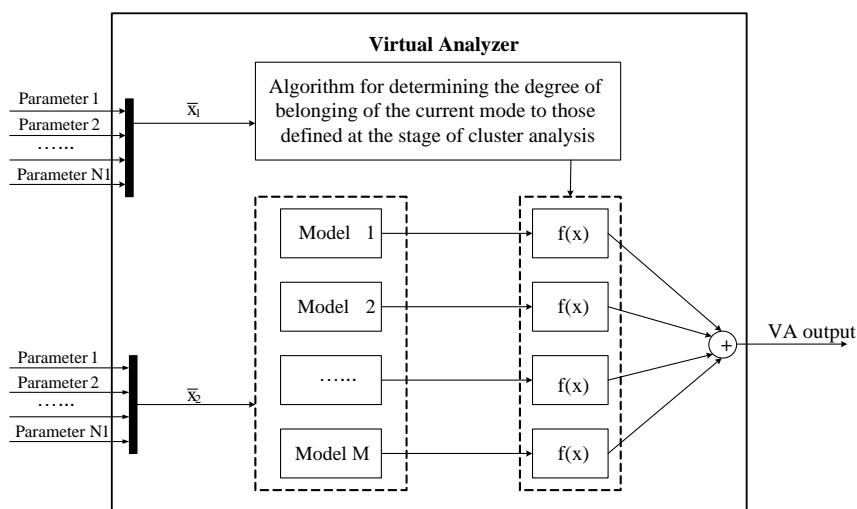 Virtual Analyzer
Parameter 1
Parameter 2
......
Parameter N1
x̅1
Algorithm for determining the degree of
belonging of the current mode to those
defined at the stage of cluster analysis
Model 1
f(x)
Model 2
f(x)
......
f(x)
Model M
f(x)
+
VA output
Parameter 1
Parameter 2
......
Parameter N1
x̅2